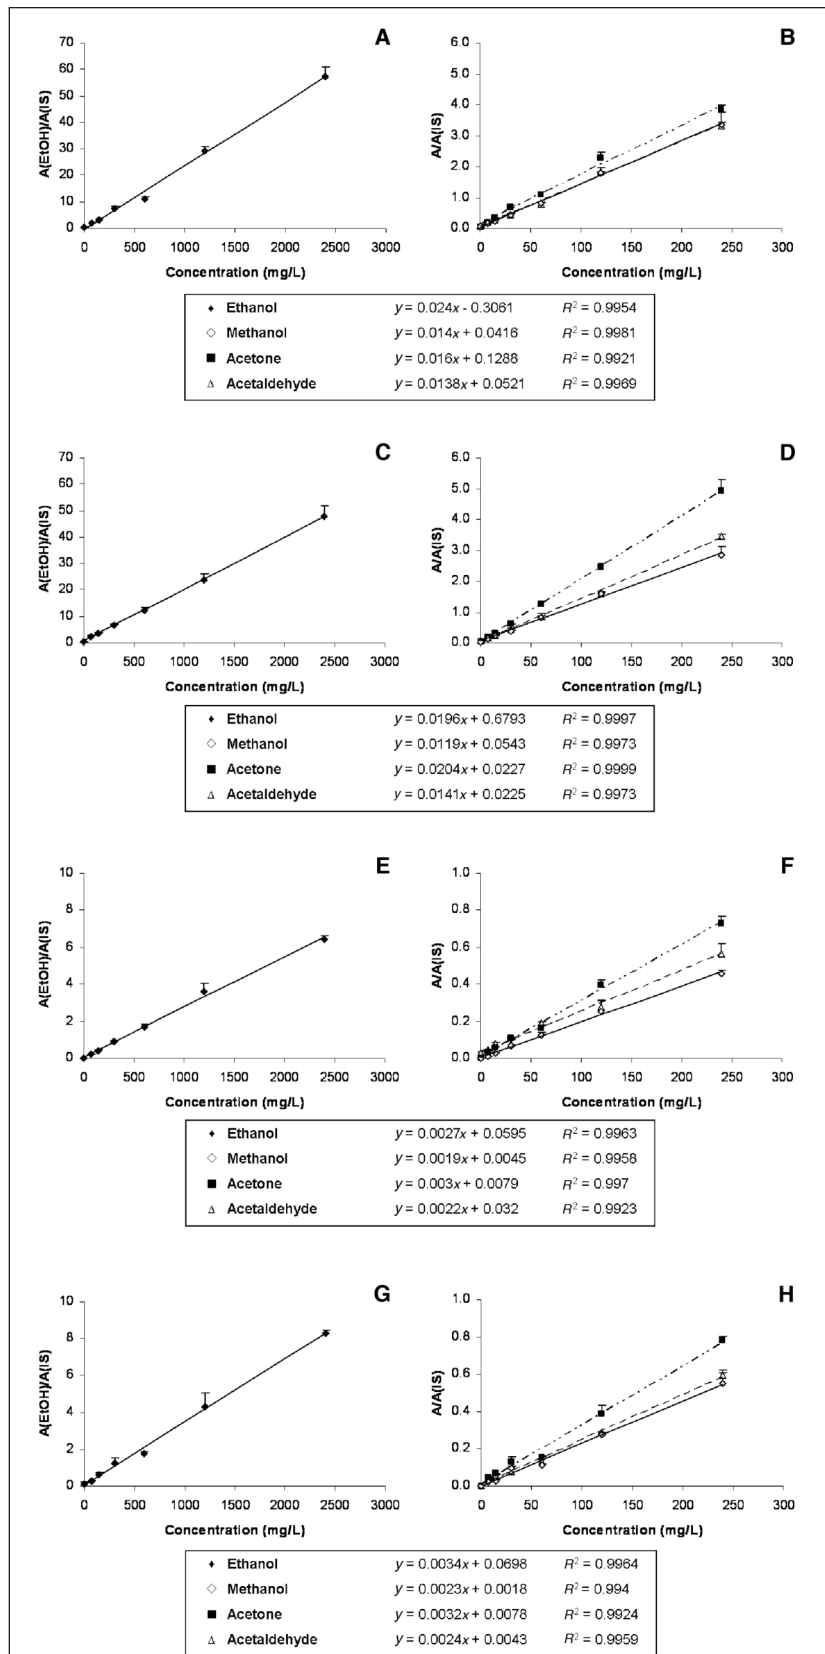 A
B
A(EtOH)/A(IS)
70
60
50
40
30
20
10
0
0 500 1000 1500 2000 2500 3000
Concentration (mg/L)
A/A(IS)
6.0
5.0
4.0
3.0
2.0
1.0
0.0
0 50 100 150 200 250 300
Concentration (mg/L)
Ethanol y = 0.024x - 0.3061 R² = 0.9954
Methanol y = 0.014x + 0.0416 R² = 0.9981
Acetone y = 0.016x + 0.1288 R² = 0.9921
Acetaldehyde y = 0.0138x + 0.0521 R² = 0.9969
C
D
A(EtOH)/A(IS)
70
60
50
40
30
20
10
0
0 500 1000 1500 2000 2500 3000
Concentration (mg/L)
A/A(IS)
6.0
5.0
4.0
3.0
2.0
1.0
0.0
0 50 100 150 200 250 300
Concentration (mg/L)
Ethanol y = 0.0196x + 0.6793 R² = 0.9997
Methanol y = 0.0119x + 0.0543 R² = 0.9973
Acetone y = 0.0204x + 0.0227 R² = 0.9999
Acetaldehyde y = 0.0141x + 0.0225 R² = 0.9973
E
F
A(EtOH)/A(IS)
10
8
6
4
2
0
0 500 1000 1500 2000 2500 3000
Concentration (mg/L)
A/A(IS)
1.0
0.8
0.6
0.4
0.2
0.0
0 50 100 150 200 250 300
Concentration (mg/L)
Ethanol y = 0.0027x + 0.0595 R² = 0.9963
Methanol y = 0.0019x + 0.0045 R² = 0.9958
Acetone y = 0.003x + 0.0079 R² = 0.997
Acetaldehyde y = 0.0022x + 0.032 R² = 0.9923
G
H
A(EtOH)/A(IS)
10
8
6
4
2
0
0 500 1000 1500 2000 2500 3000
Concentration (mg/L)
A/A(IS)
1.0
0.8
0.6
0.4
0.2
0.0
0 50 100 150 200 250 300
Concentration (mg/L)
Ethanol y = 0.0034x + 0.0698 R² = 0.9964
Methanol y = 0.0023x + 0.0018 R² = 0.994
Acetone y = 0.0032x + 0.0078 R² = 0.9924
Acetaldehyde y = 0.0024x + 0.0043 R² = 0.9959